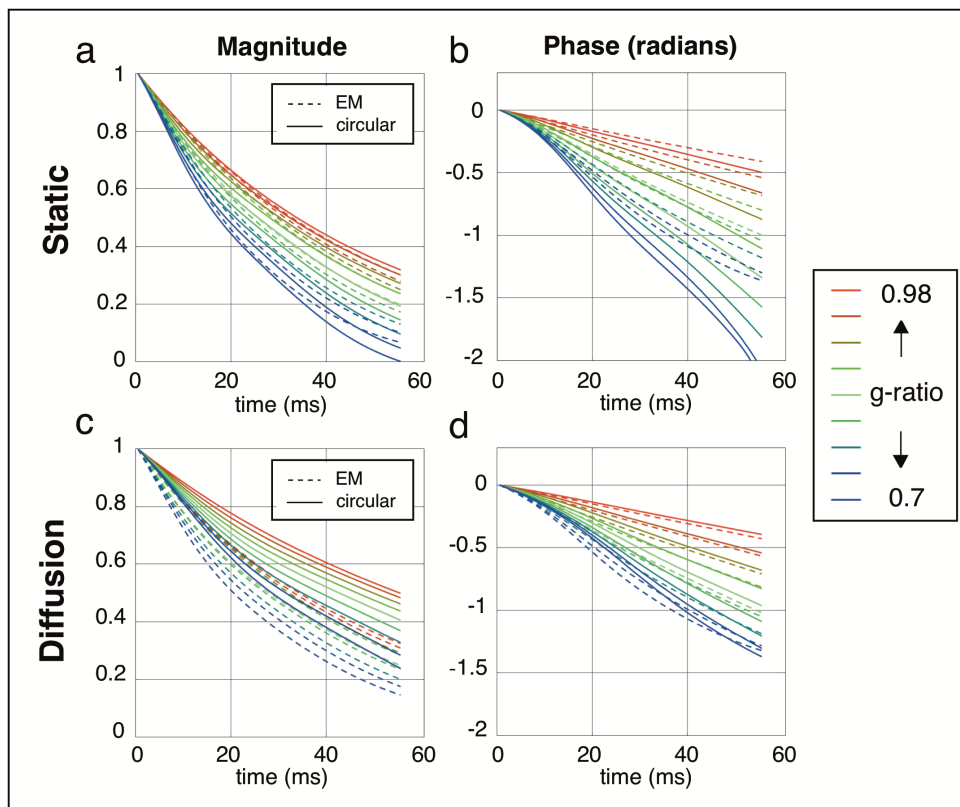 Magnitude
Phase (radians)
a
b
Static
1
0.8
0.6
0.4
0.2
0
0 20 40 60
time (ms)
EM
circular
0
-0.5
-1
-1.5
-2
0 20 40 60
time (ms)
c
d
Diffusion
1
0.8
0.6
0.4
0.2
0
0 20 40 60
time (ms)
EM
circular
0
-0.5
-1
-1.5
-2
0 20 40 60
time (ms)
0.98
g-ratio
0.7